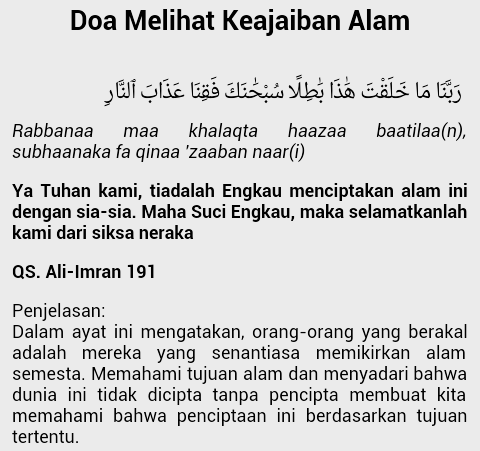 Doa Melihat Keajaiban Alam
رَبَّنَا مَا خَلَقْتَ هَٰذَا بَٰطِلًا سُبْحَٰنَكَ فَقِنَا عَذَابَ ٱلنَّارِ
Rabbanaa maa khalaqta haazaa baatilaa(n),
subhaanaka fa qinaa 'zaaban naar(i)
Ya Tuhan kami, tiadalah Engkau menciptakan alam ini
dengan sia-sia. Maha Suci Engkau, maka selamatkanlah
kami dari siksa neraka
QS. Ali-Imran 191
Penjelasan:
Dalam ayat ini mengatakan, orang-orang yang berakal
adalah mereka yang senantiasa memikirkan alam
semesta. Memahami tujuan alam dan menyadari bahwa
dunia ini tidak dicipta tanpa pencipta membuat kita
memahami bahwa penciptaan ini berdasarkan tujuan
tertentu.